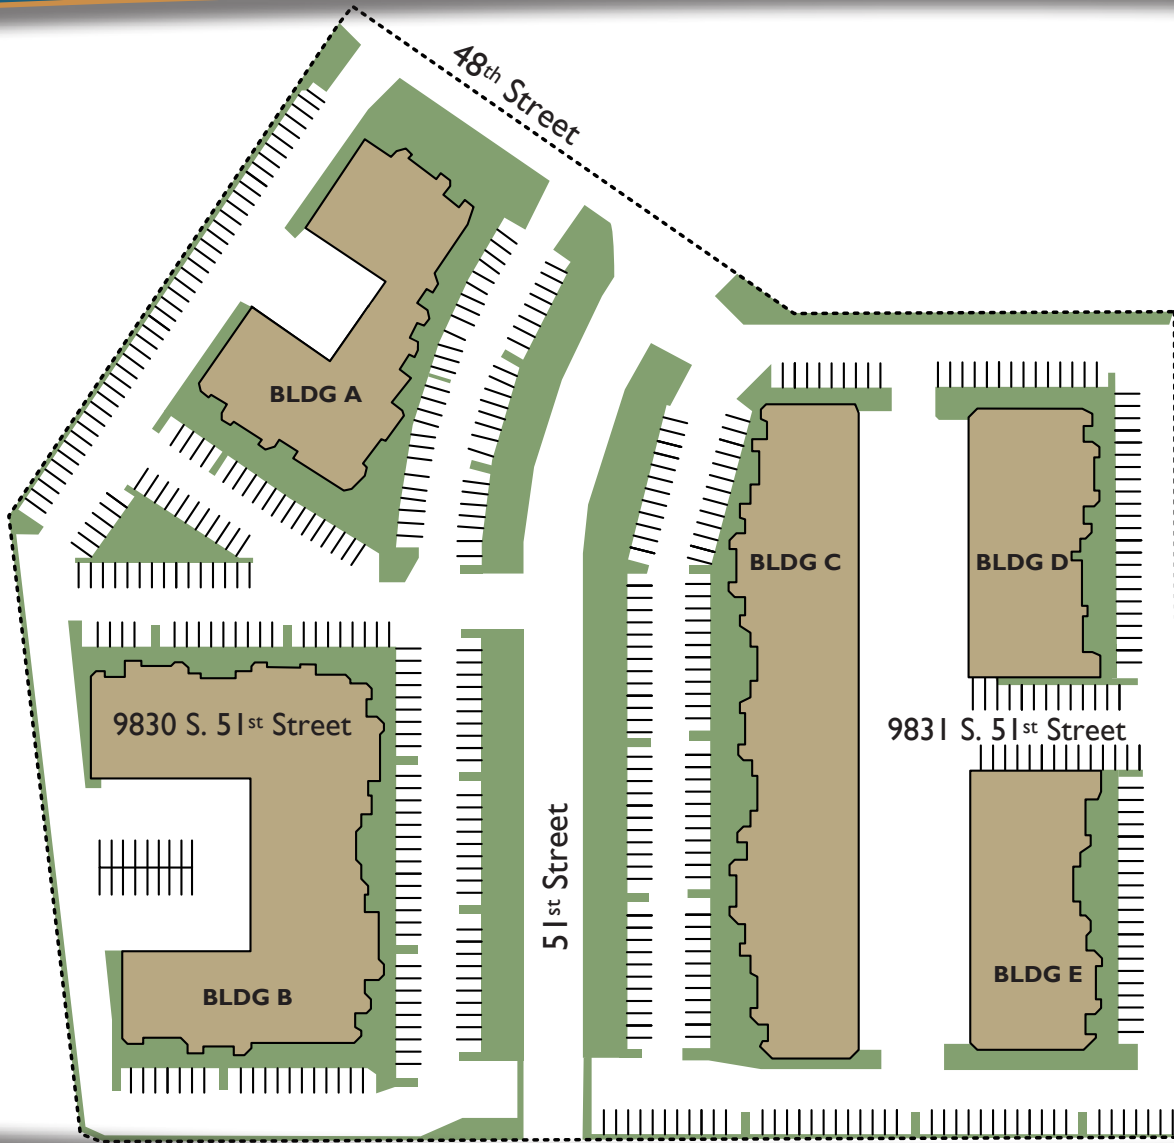 48th Street
BLDG A
BLDG C
BLDG D
9830 S. 51st Street
9831 S. 51st Street
51st Street
BLDG E
BLDG B